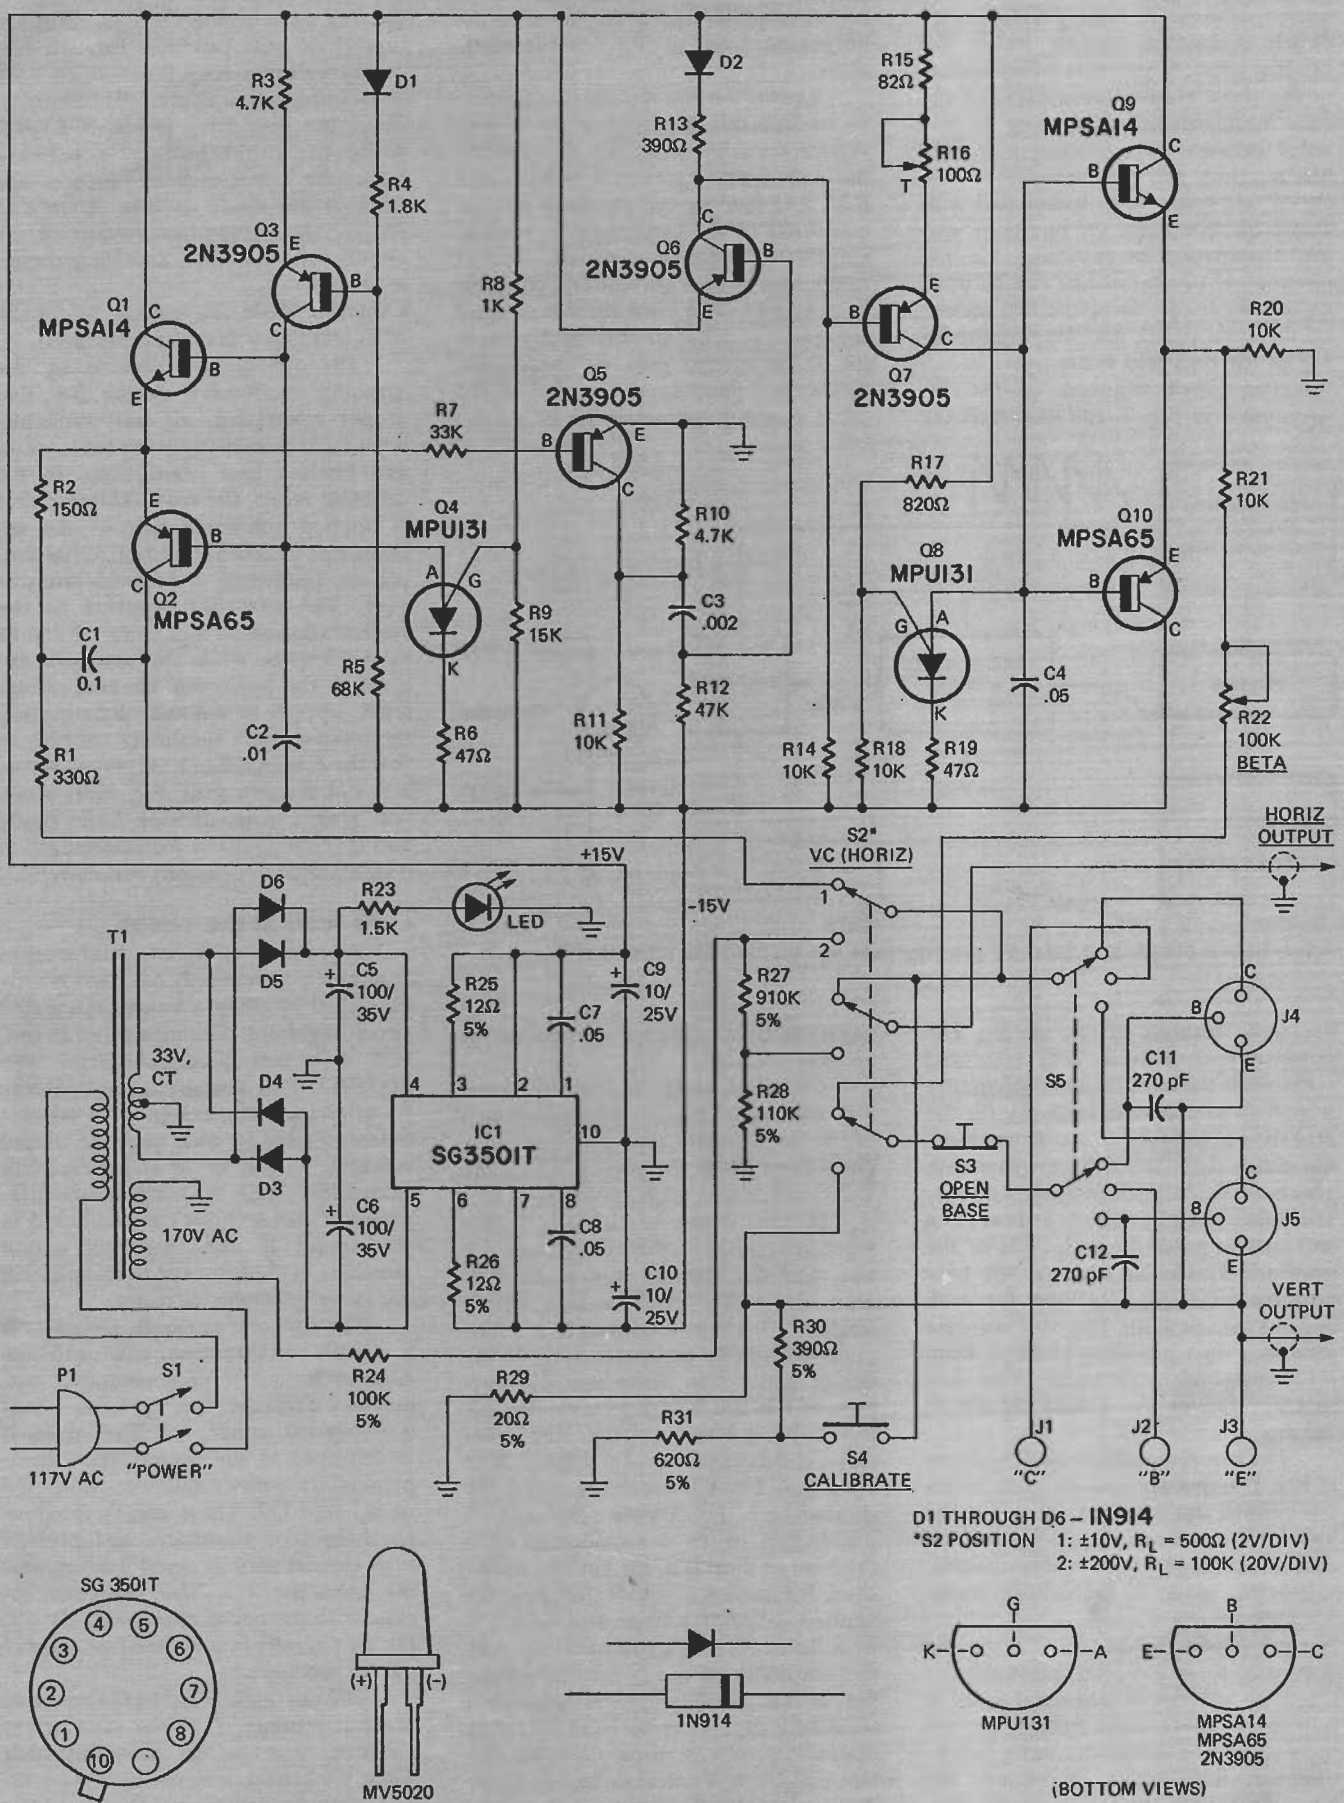 R3
4.7K
D1
D2
R13
390Ω
R15
82Ω
R16
100Ω
T
Q9
MPSA14
C
B
E
R4
1.8K
Q3
2N3905
E
B
C
R8
1K
Q6
2N3905
C
B
E
E
B
C
Q7
2N3905
R20
10K
Q1
MPSA14
C
B
E
R7
33K
Q5
2N3905
B
E
C
R17
820Ω
R21
10K
R2
150Ω
E
B
C
Q2
MPSA65
Q4
MPU131
A
G
K
R10
4.7K
Q8
MPU131
G
A
K
Q10
MPSA65
E
B
C
C1
0.1
R5
68K
R9
15K
C3
.002
R12
47K
C4
.05
R22
100K
BETA
R1
330Ω
C2
.01
R6
47Ω
R11
10K
R14
10K
R18
10K
R19
47Ω
HORIZ
OUTPUT
S2*
VC (HORIZ)
+15V
-15V
1
2
D6
D5
R23
1.5K
LED
T1
+
C5
100/
35V
R25
12Ω
5%
C7
.05
+
C9
10/
25V
R27
910K
5%
R28
110K
5%
33V,
CT
D4
D3
4
3
2
1
IC1
SG3501T
10
5
6
7
8
S3
OPEN
BASE
S5
C11
270 pF
C
B
E
J4
C
B
E
J5
170V AC
+
C6
100/
35V
R26
12Ω
5%
C8
.05
+
C10
10/
25V
C12
270 pF
VERT
OUTPUT
R30
390Ω
5%
P1
S1
R24
100K
5%
R29
20Ω
5%
R31
620Ω
5%
S4
CALIBRATE
J1
"C"
J2
"B"
J3
"E"
117V AC
"POWER"
D1 THROUGH D6 – 1N914
*S2 POSITION 1: ±10V, RL = 500Ω (2V/DIV)
2: ±200V, RL = 100K (20V/DIV)
SG 3501T
4
5
3
6
2
7
1
8
10
(+)
(-)
MV5020
1N914
G
K
A
MPU131
B
E
C
MPSA14
MPSA65
2N3905
(BOTTOM VIEWS)